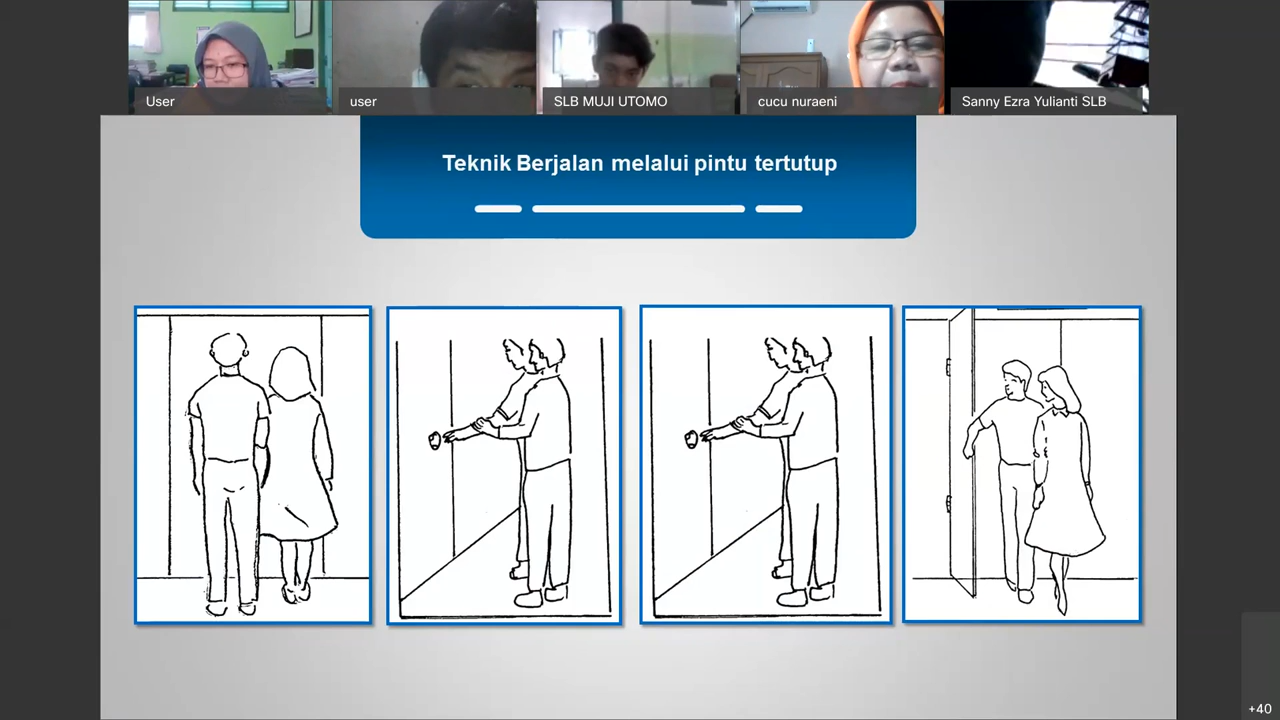 User
user
SLB MUJI UTOMO
cucu nuraeni
Sanny Ezra Yulianti SLB
Teknik Berjalan melalui pintu tertutup
+40